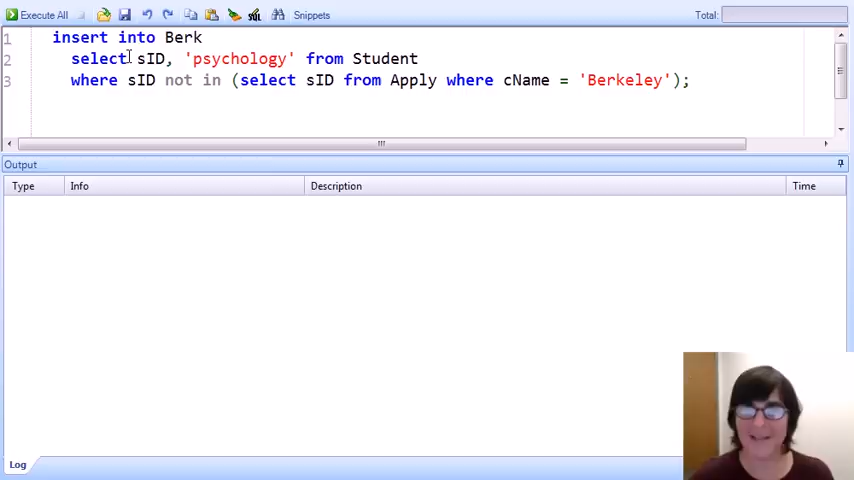 Execute All
Snippets
Total:
1 insert into Berk
2 select sID, 'psychology' from Student
3 where sID not in (select sID from Apply where cName = 'Berkeley');
Output
Type Info Description Time
Log